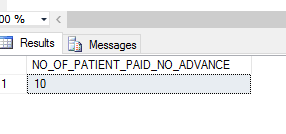 00 %
Results Messages
NO_OF_PATIENT_PAID_NO_ADVANCE
1 10